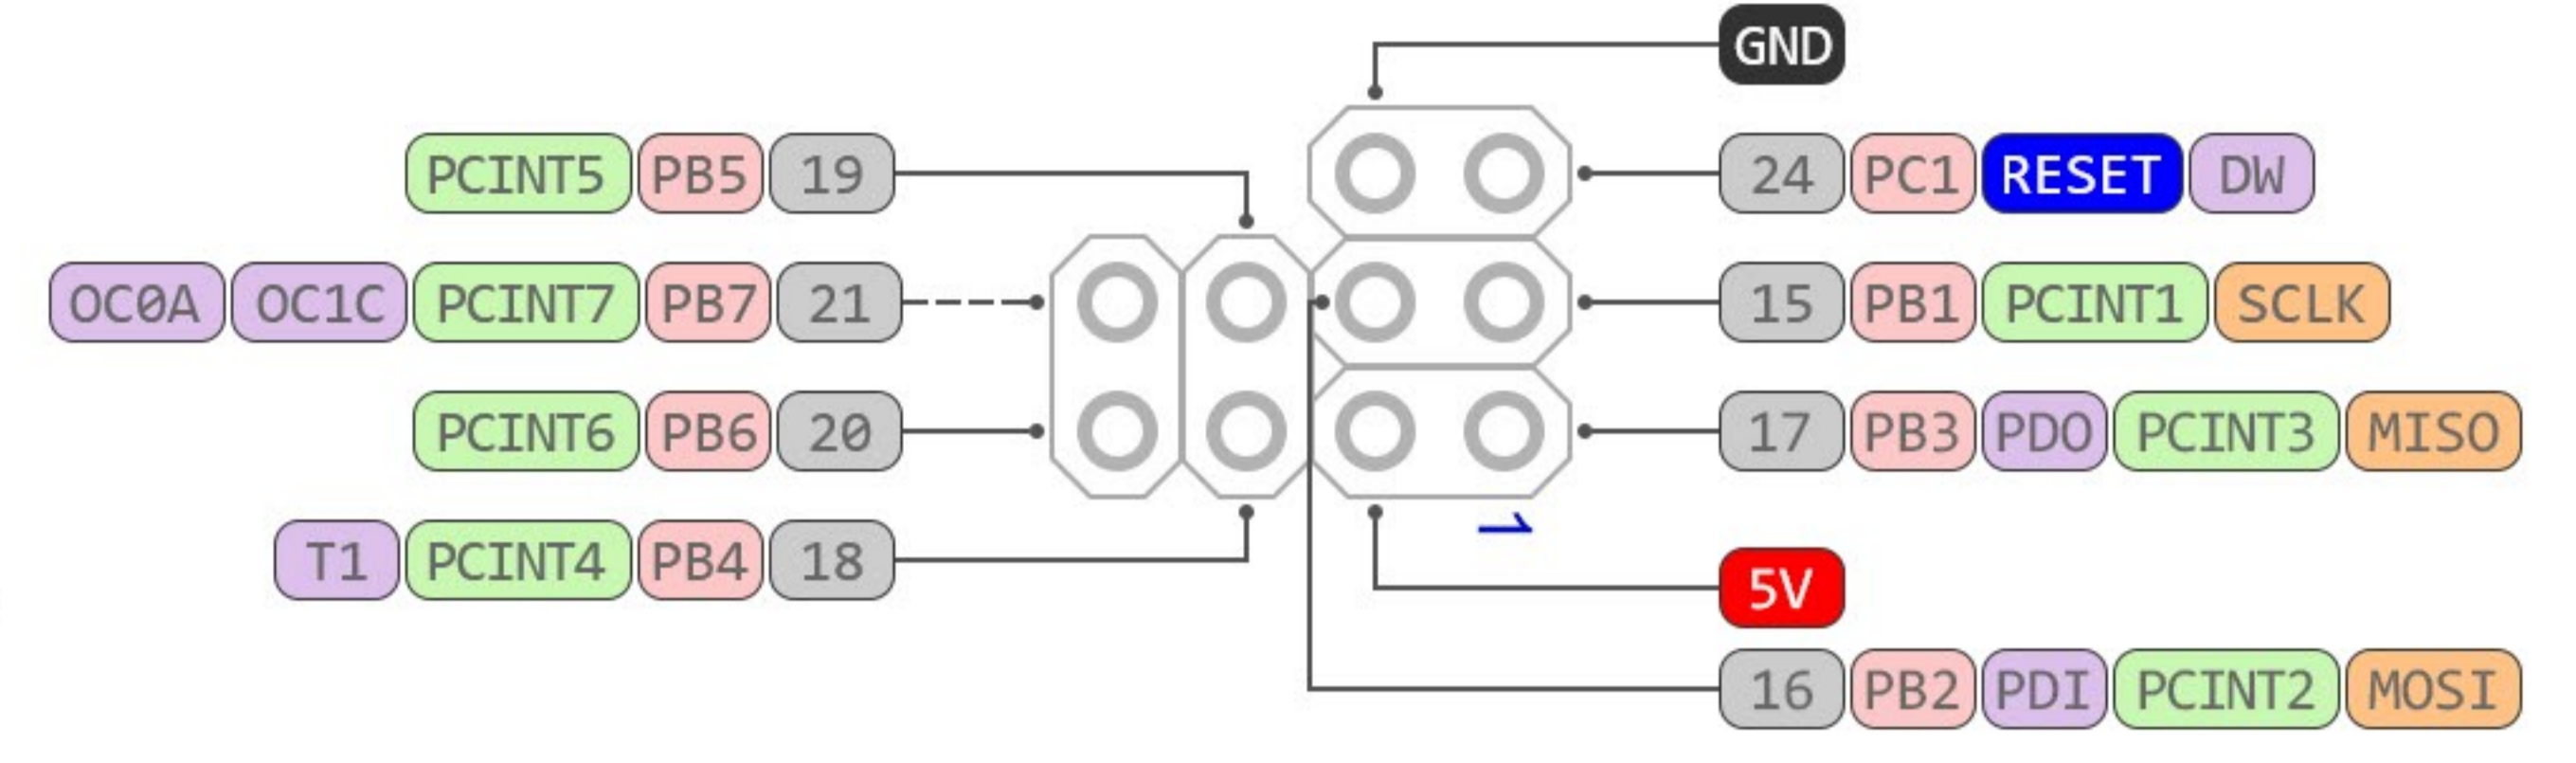 GND
PCINT5 PB5 19
24 PC1 RESET DW
OC0A OC1C PCINT7 PB7 21
15 PB1 PCINT1 SCLK
PCINT6 PB6 20
17 PB3 PDO PCINT3 MISO
1
T1 PCINT4 PB4 18
5V
16 PB2 PDI PCINT2 MOSI